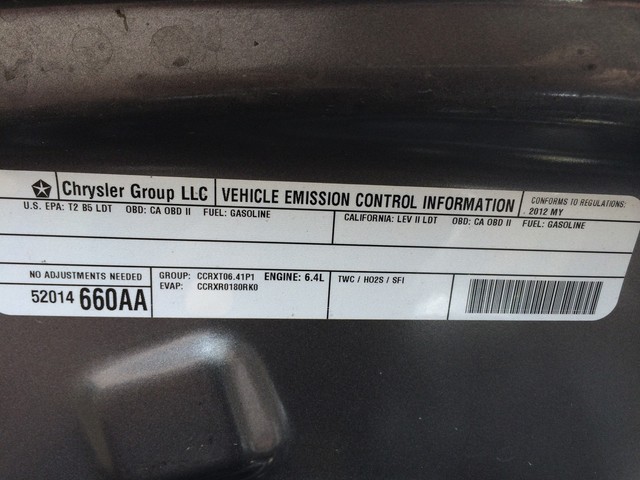 Chrysler Group LLC VEHICLE EMISSION CONTROL INFORMATION CONFORMS TO REGULATIONS:
2012 MY
U.S. EPA: T2 B5 LDT OBD: CA OBD II FUEL: GASOLINE
CALIFORNIA: LEV II LDT OBD: CA OBD II FUEL: GASOLINE
NO ADJUSTMENTS NEEDED
52014 660AA
GROUP: CCRXT06.41P1 ENGINE: 6.4L
EVAP: CCRXR0180RK0
TWC / HO2S / SFI